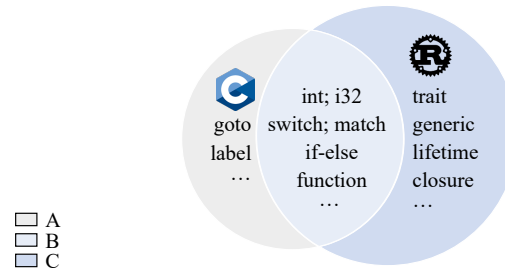 C
R
goto
label
…
int; i32
switch; match
if-else
function
…
trait
generic
lifetime
closure
…
A
B
C